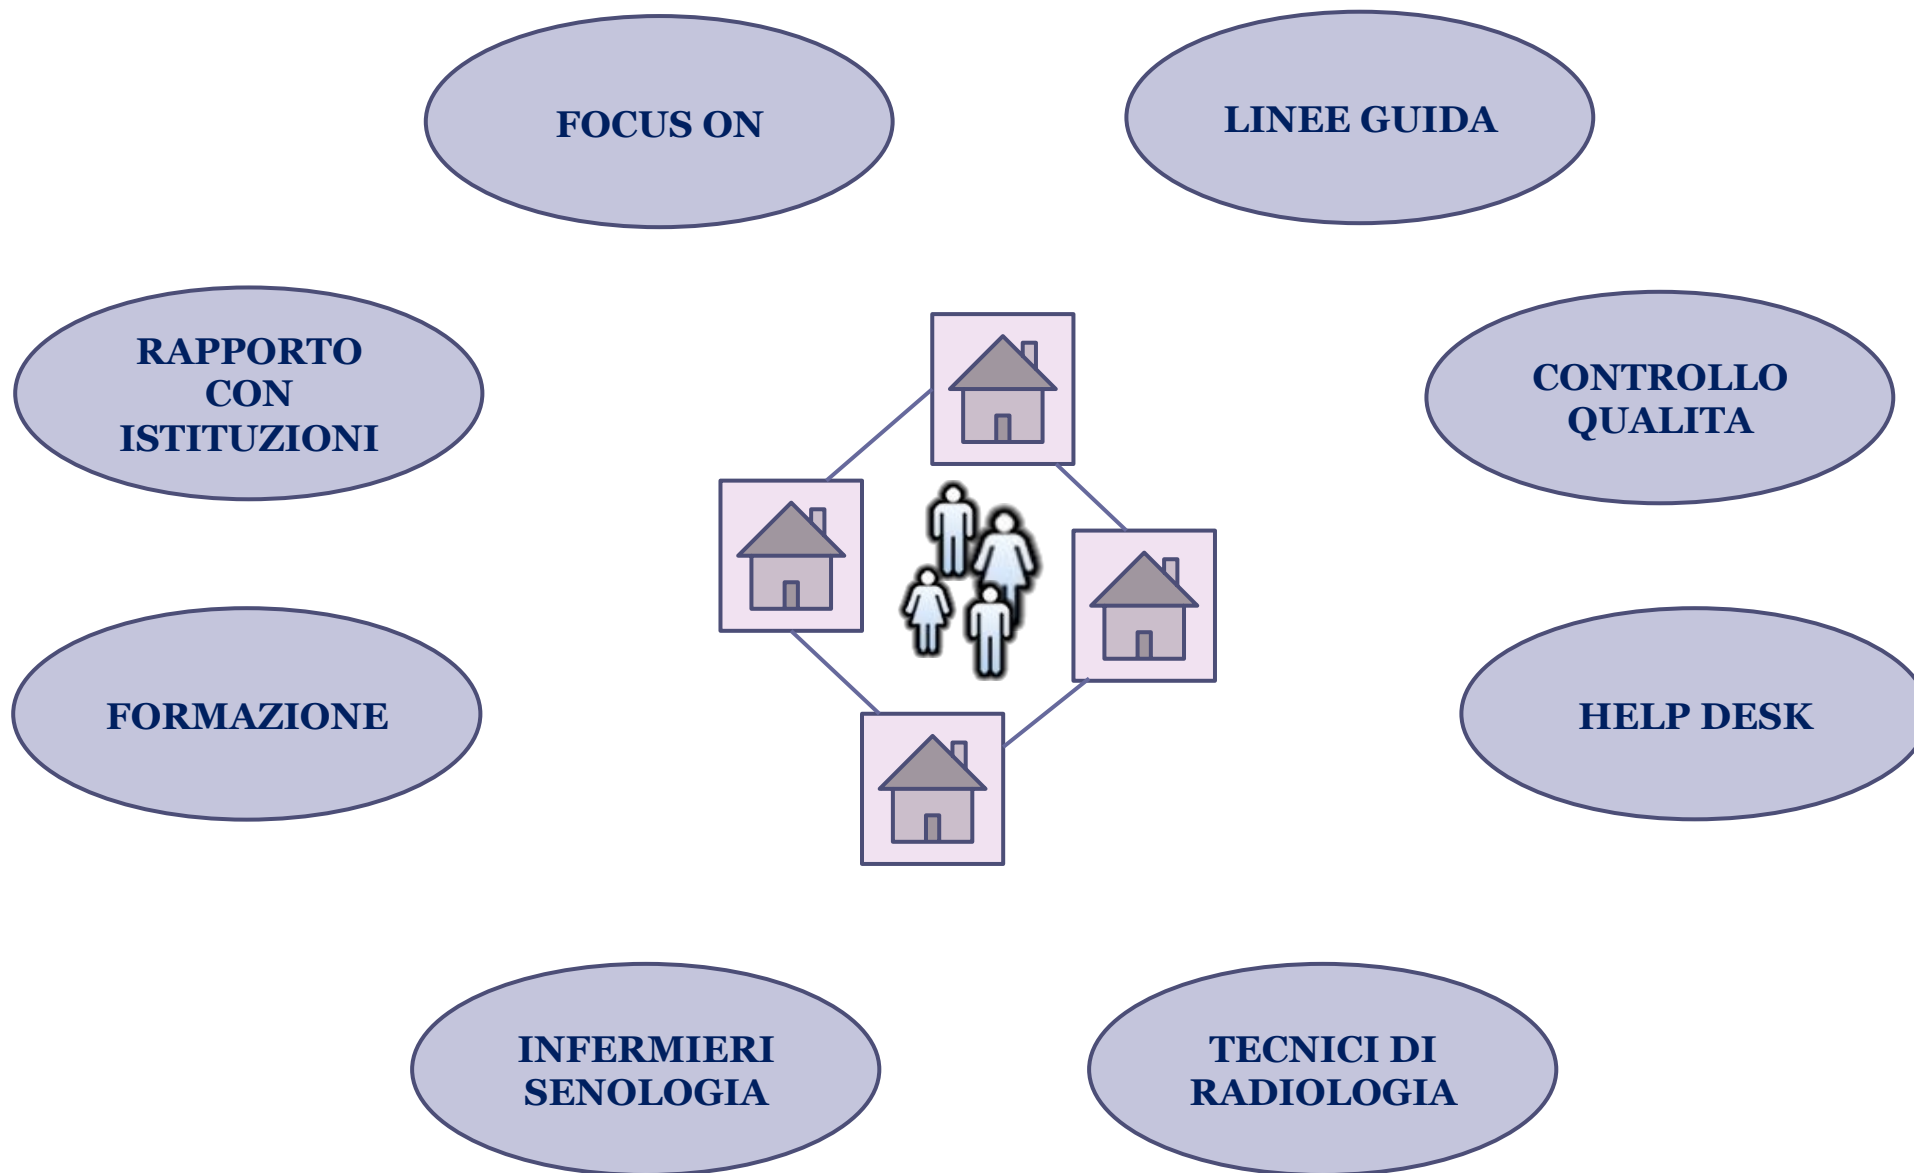 FOCUS ON
LINEE GUIDA
RAPPORTO
CON
ISTITUZIONI
CONTROLLO
QUALITA
FORMAZIONE
HELP DESK
INFERMIERI
SENOLOGIA
TECNICI DI
RADIOLOGIA